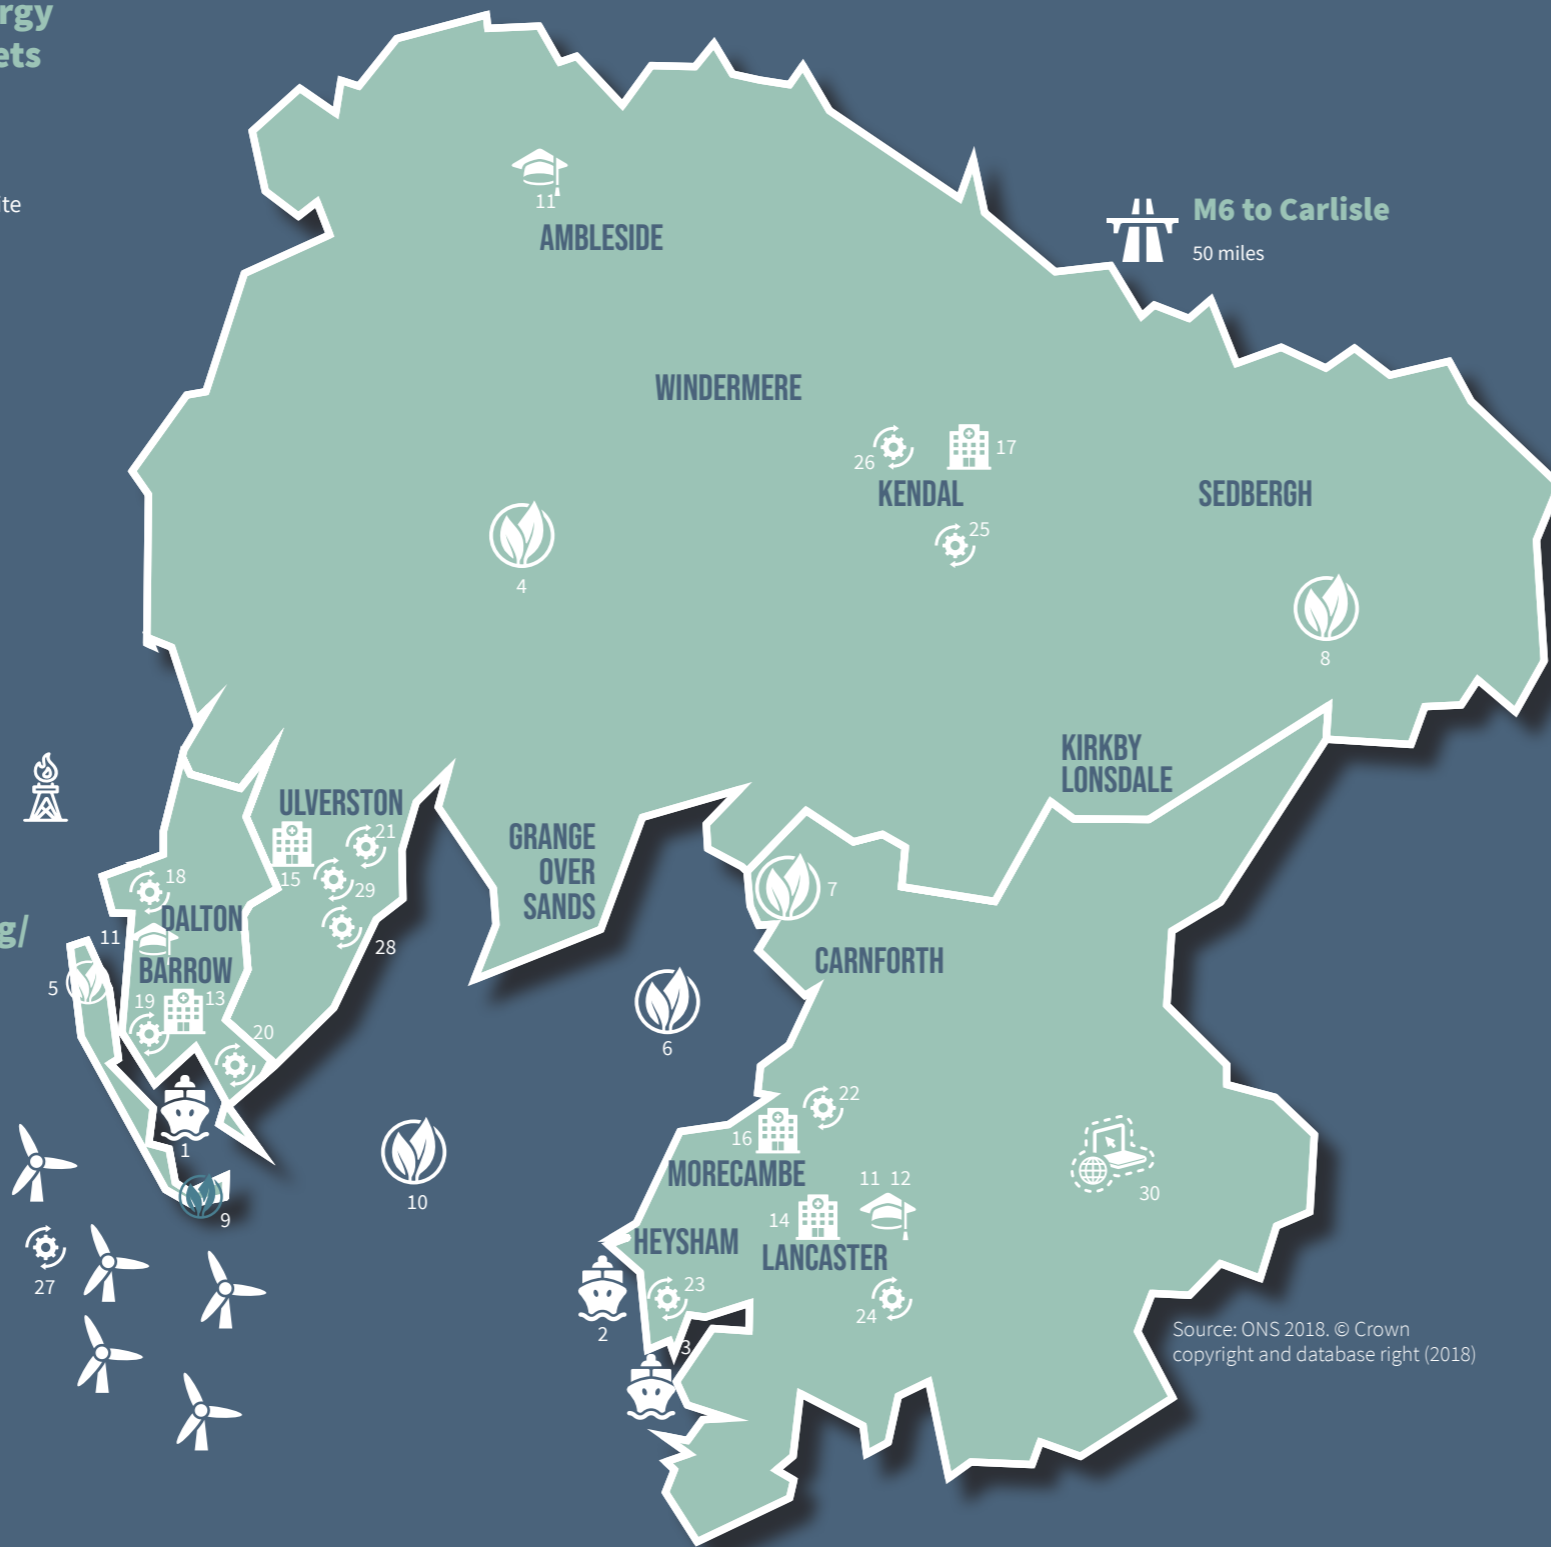 rgy
ets
ite
11
AMBLESIDE
M6 to Carlisle
50 miles
WINDERMERE
26
17
KENDAL
25
SEDBERGH
4
8
KIRKBY
LONSDALE
ULVERSTON
21
15
29
28
GRANGE
OVER
SANDS
18
DALTON
g/
11
BARROW
5
19
13
20
7
CARNFORTH
6
1
9
10
27
22
16
MORECAMBE
11 12
14
30
HEYSHAM
LANCASTER
23
24
2
3
Source: ONS 2018. © Crown
copyright and database right (2018)